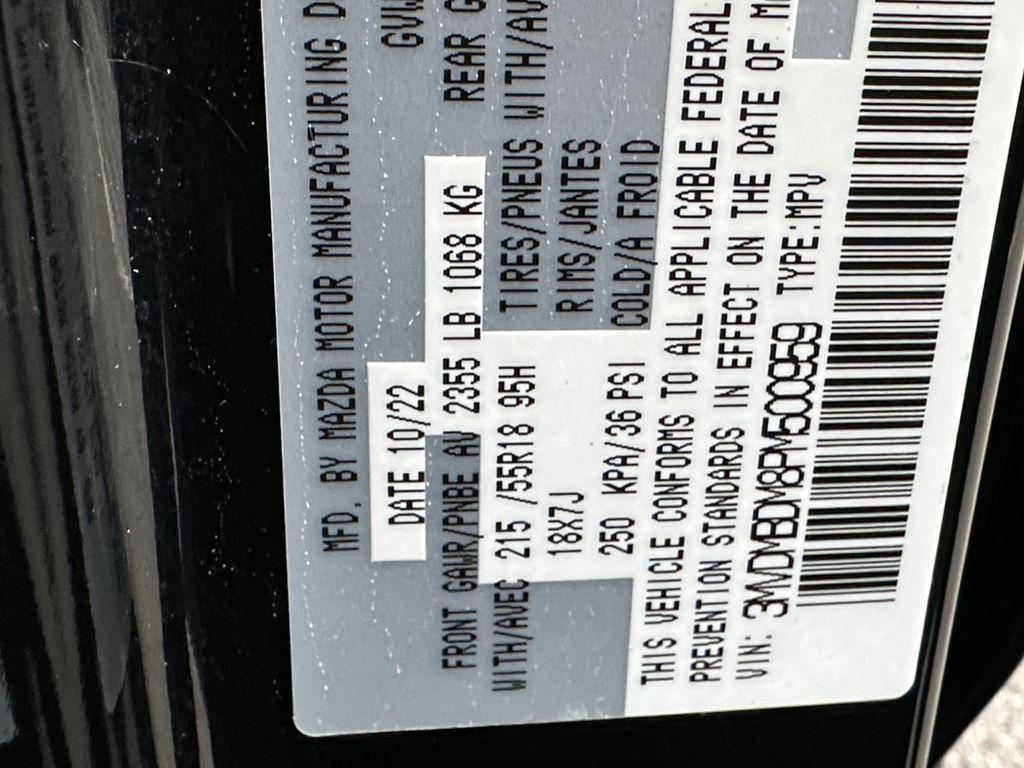 MFD. BY MAZDA MOTOR MANUFACTURING D
DATE 10/22 GVW
FRONT GAWR/PNBE AV 2355 LB 1068 KG REAR G
WITH/AVEC 215 /55R18 95H TIRES/PNEUS WITH/AV
18X7J RIMS/JANTES
250 KPA/36 PSI COLD/A FROID
THIS VEHICLE CONFORMS TO ALL APPLICABLE FEDERAL
PREVENTION STANDARDS IN EFFECT ON THE DATE OF M
VIN: 3MVDMBDM8PM500959 TYPE:MPV